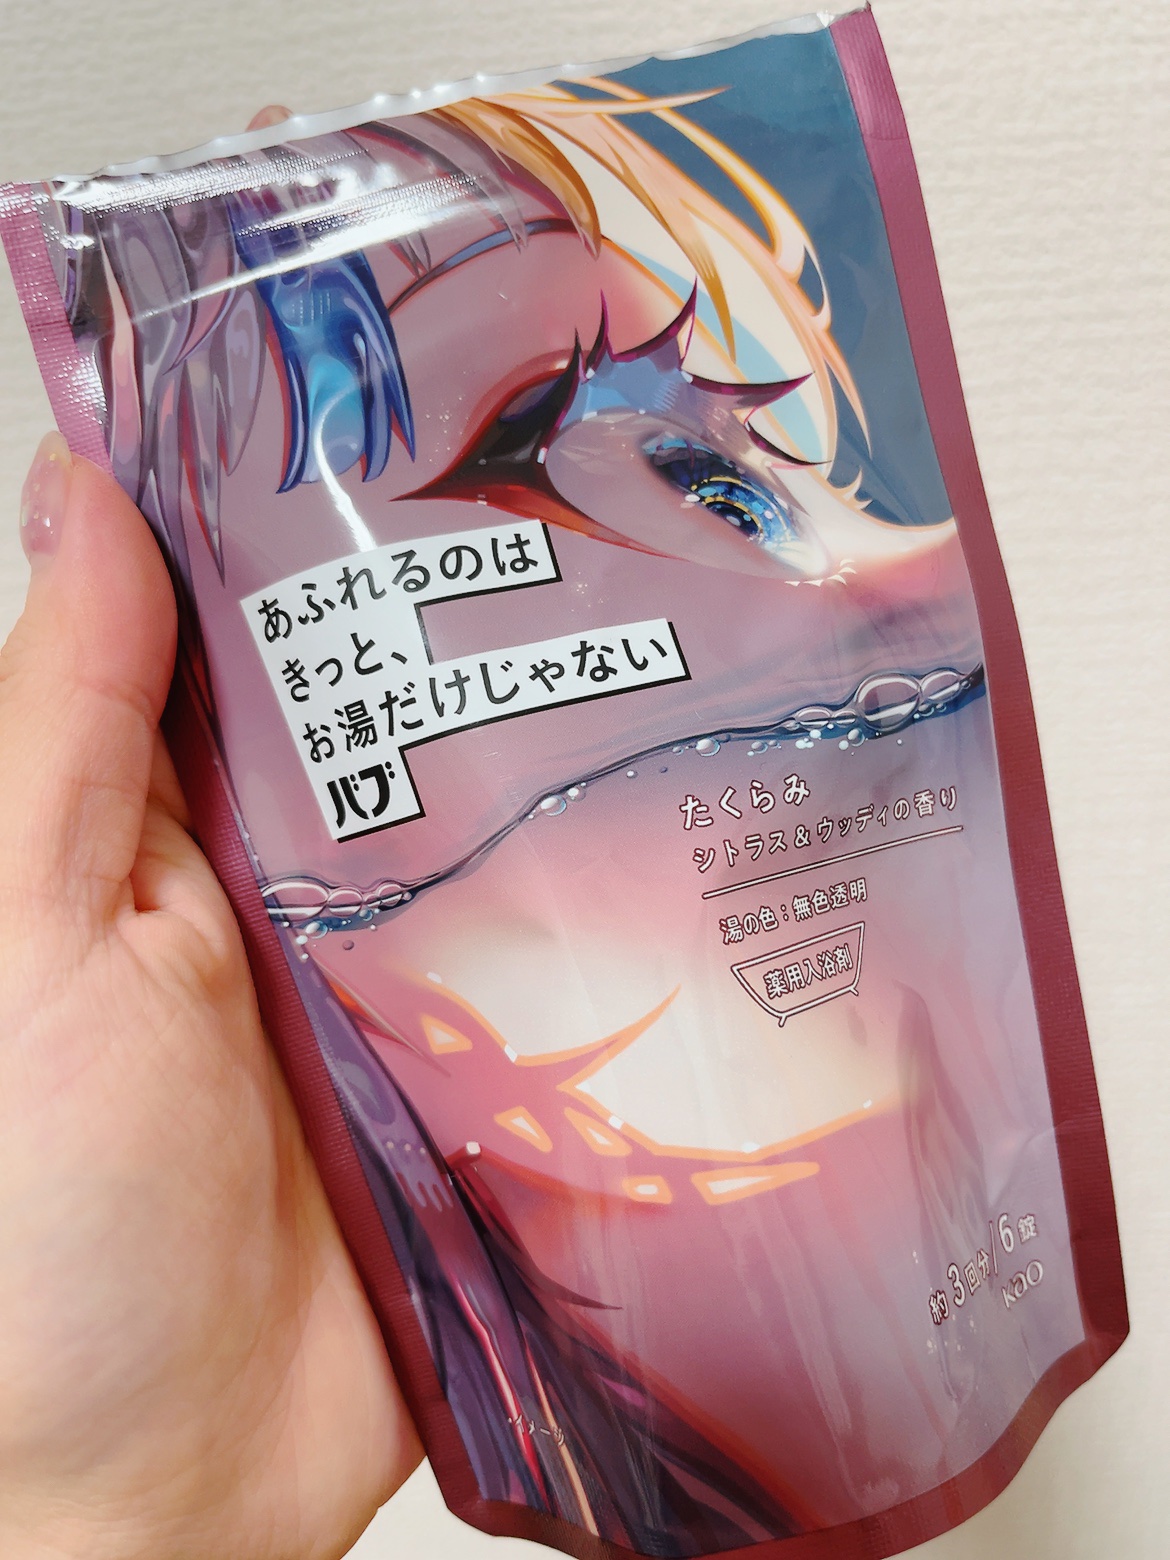 あふれるのは
きっと、
お湯だけじゃない
バブ
たくらみ
シトラス&ウッディの香り
湯の色：無色透明
薬用入浴剤
約3回分/6錠
Kao
*イメージ